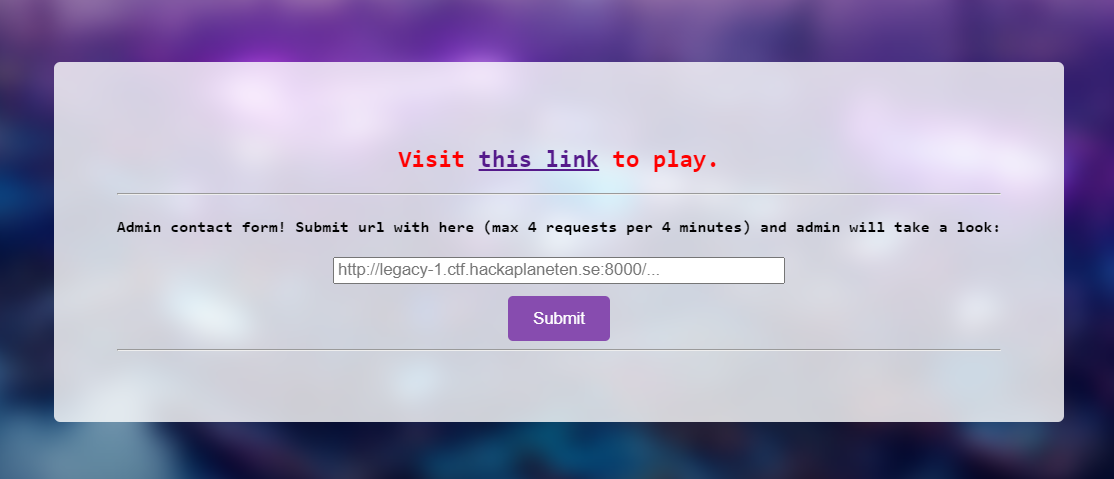 Visit this link to play.
Admin contact form! Submit url with here (max 4 requests per 4 minutes) and admin will take a look:
http://legacy-1.ctf.hackaplaneten.se:8000/...
Submit